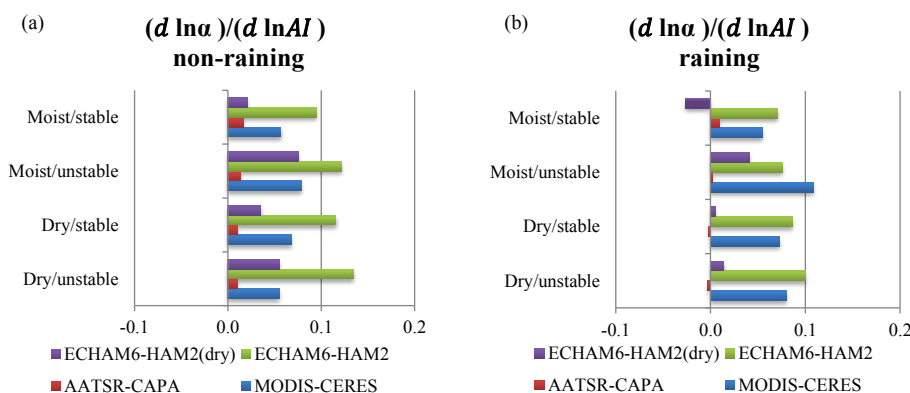 (a)
(d lnα )/(d lnAI )
non-raining
Moist/stable
Moist/unstable
Dry/stable
Dry/unstable
-0.1 0.0 0.1 0.2
ECHAM6-HAM2(dry) ECHAM6-HAM2
AATSR-CAPA MODIS-CERES
(b)
(d lnα )/(d lnAI )
raining
Moist/stable
Moist/unstable
Dry/stable
Dry/unstable
-0.1 0.0 0.1 0.2
ECHAM6-HAM2(dry) ECHAM6-HAM2
AATSR-CAPA MODIS-CERES